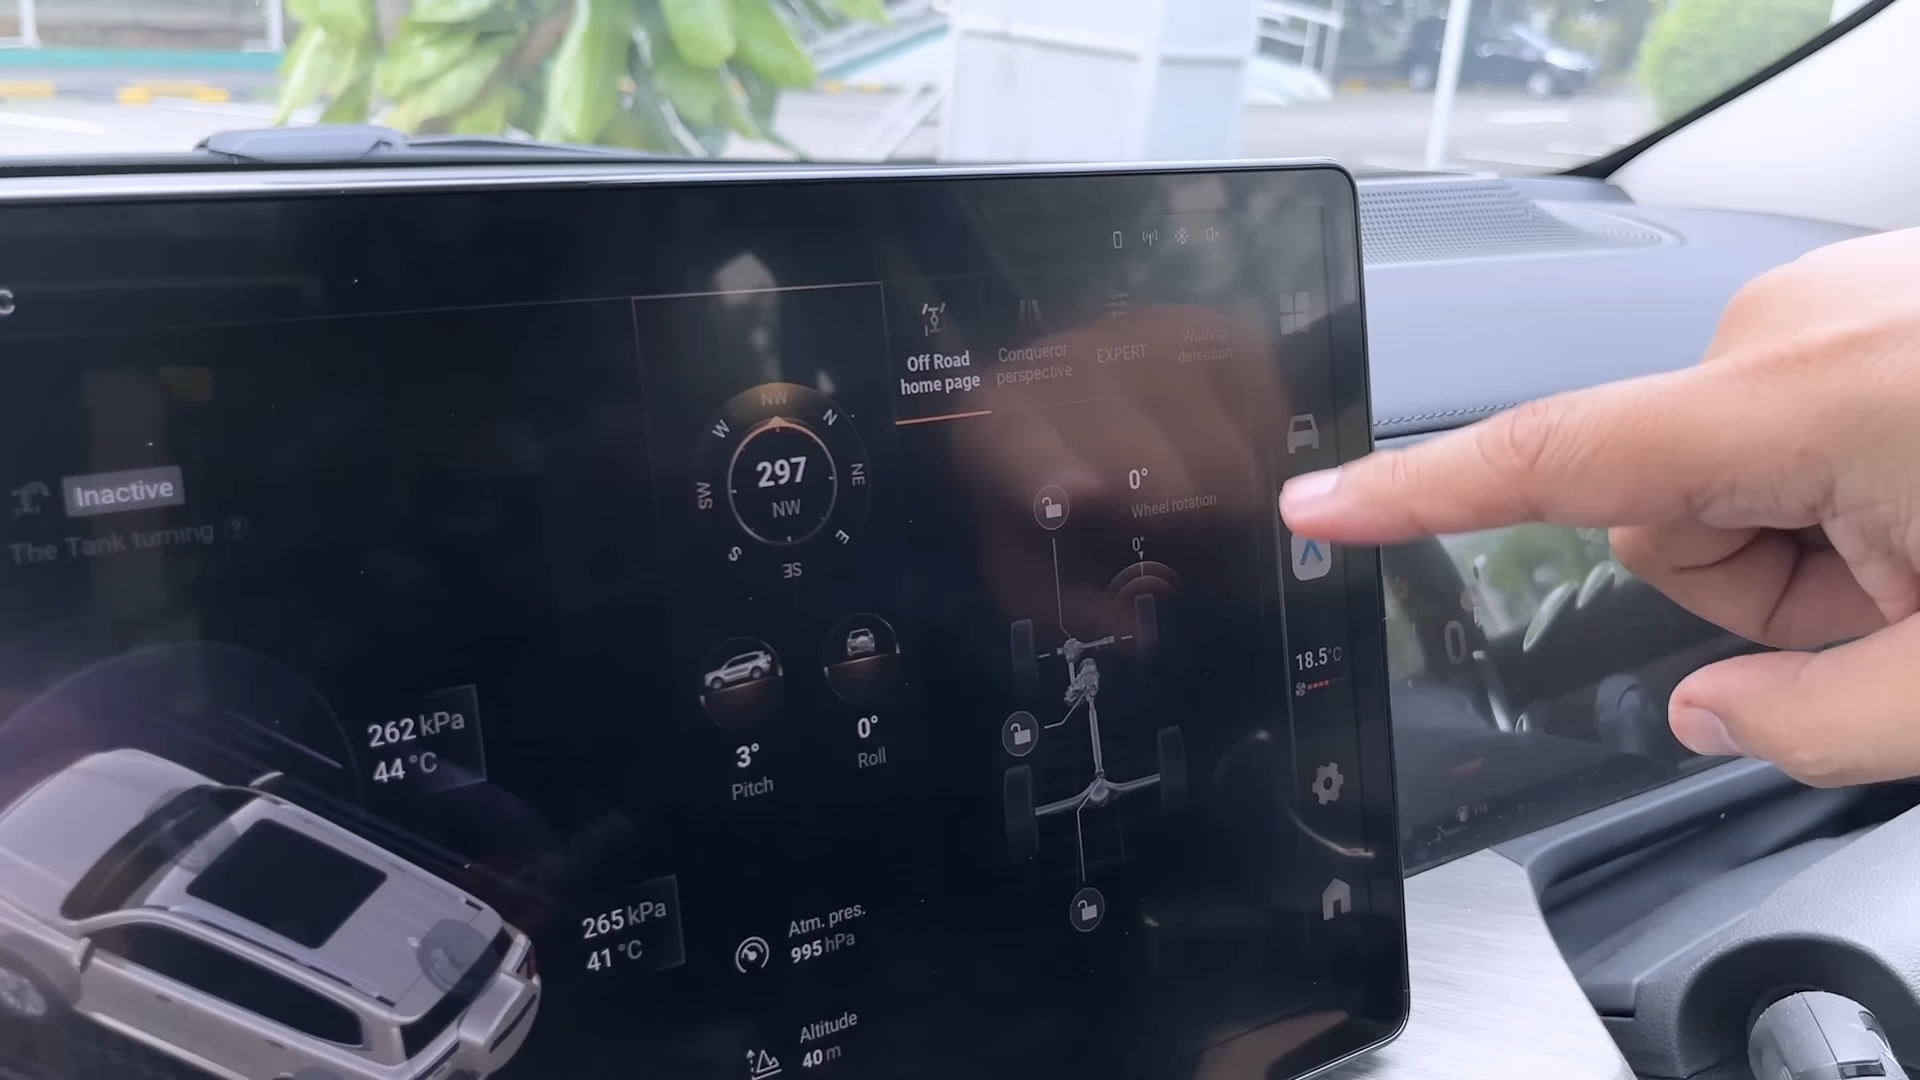 C
Off Road
home page
Conqueror
perspective
EXPERT
Wading
detection
NW
W
N
297
NW
SW
NE
S
E
SE
Inactive
The Tank turning ?
0°
Wheel rotation
0°
18.5°C
262 kPa
44 °C
3°
Pitch
0°
Roll
265 kPa
41 °C
Atm. pres.
995 hPa
Altitude
40 m
0